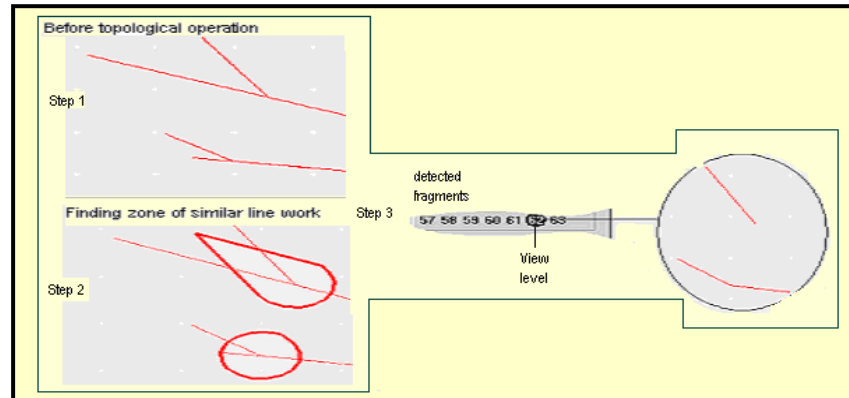 Before topological operation
Step 1
Finding zone of similar line work
Step 2
Step 3
detected
fragments
57 58 59 60 61 62 63
View
level